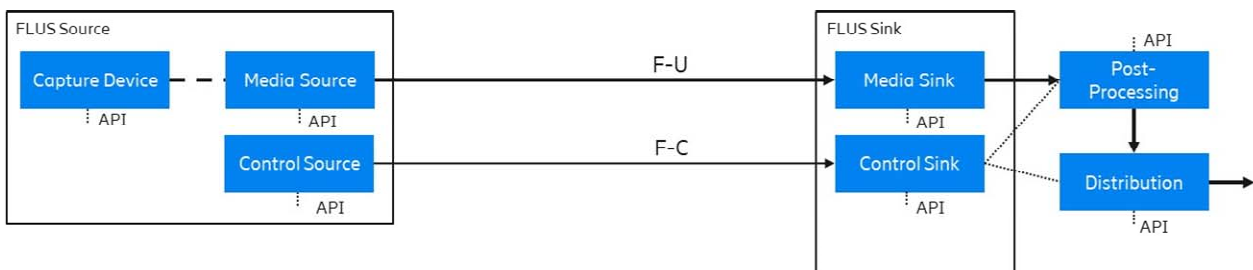 FLUS Source
FLUS Sink
API
Capture Device
Media Source
F-U
Media Sink
Post-
Processing
API
API
API
Control Source
F-C
Control Sink
Distribution
API
API
API